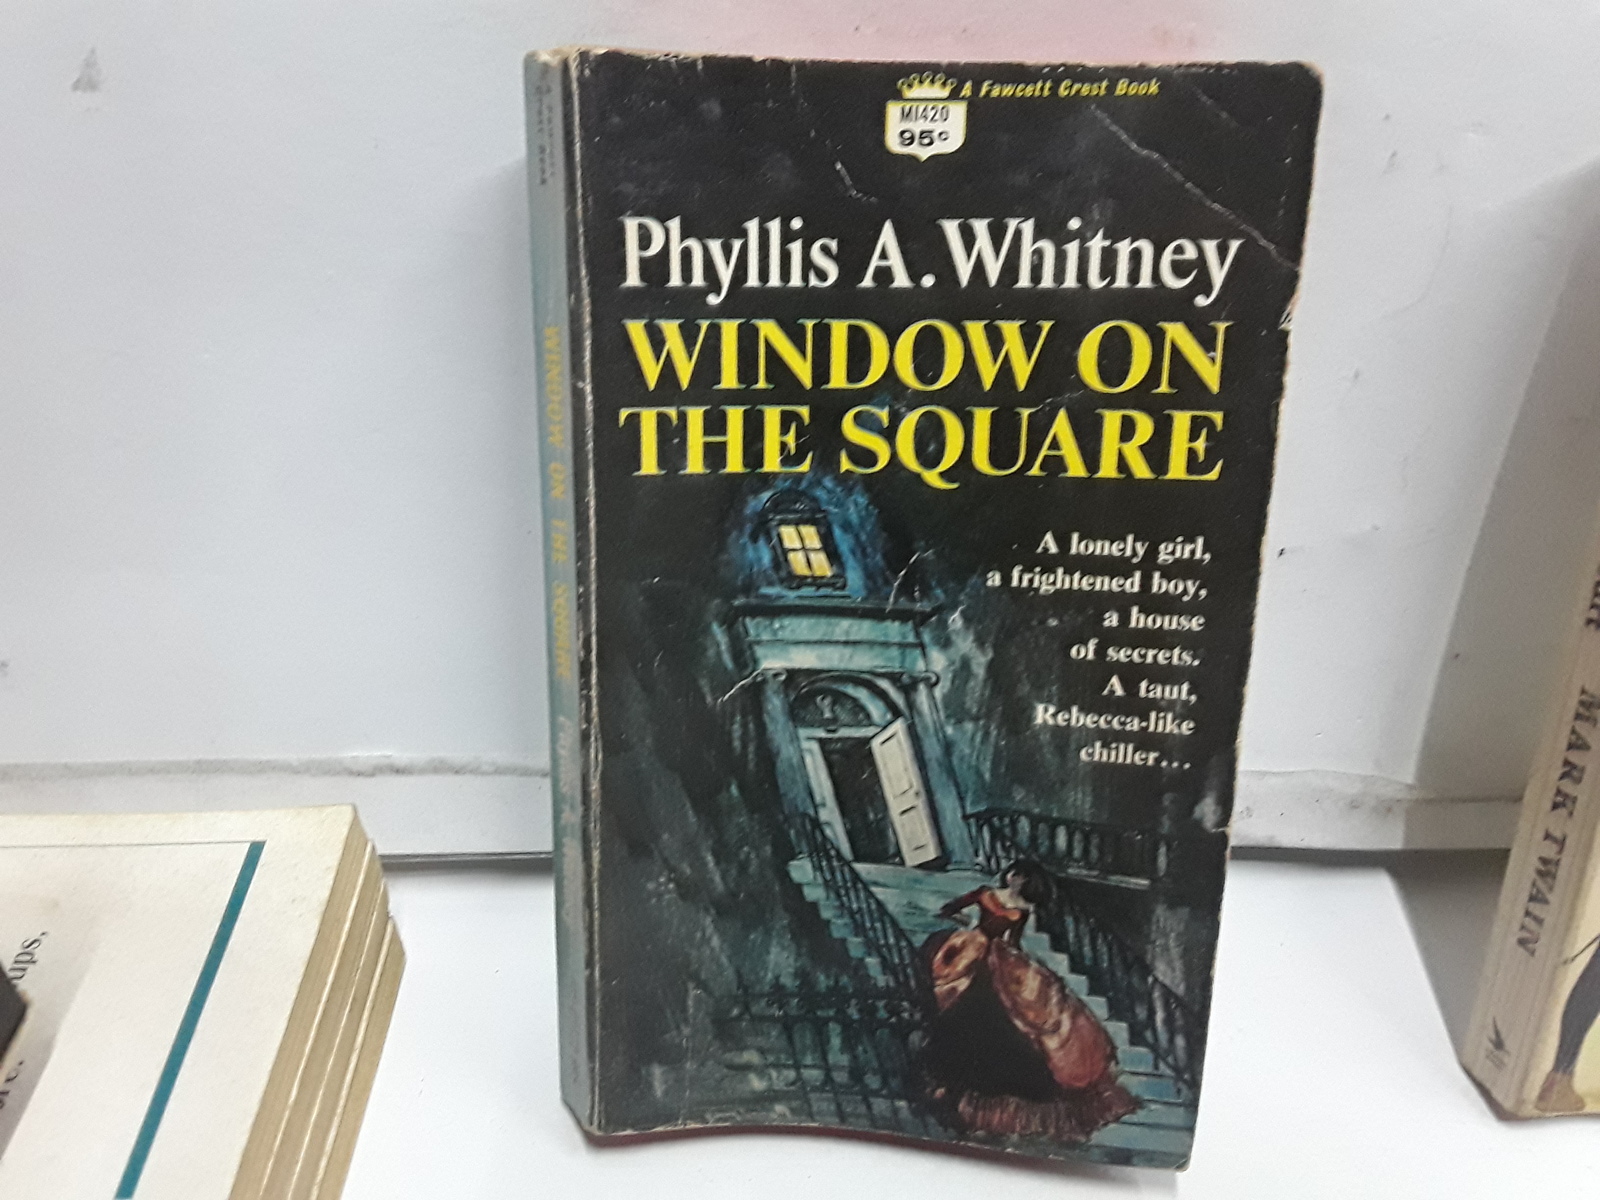 A Fawcett Crest Book
M1420
95¢
Phyllis A. Whitney
WINDOW ON
THE SQUARE
A lonely girl,
a frightened boy,
a house
of secrets.
A taut,
Rebecca-like
chiller...
WINDOW ON THE SQUARE
MARK TWAIN